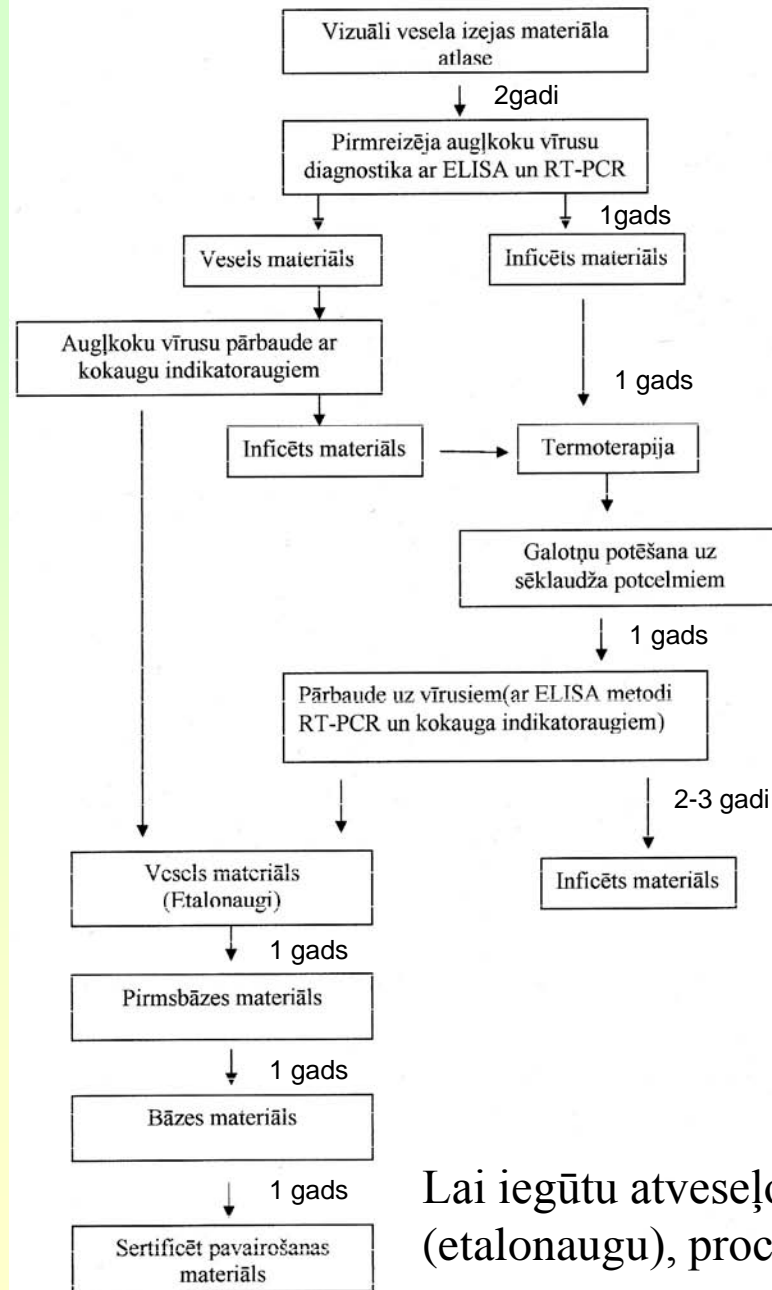 Vizuāli vesela izejas materiāla
atlase
2gadi
Pirmreizēja augļkoku vīrusu
diagnostika ar ELISA un RT-PCR
1gads
Vesels materiāls
Inficēts materiāls
Augļkoku vīrusu pārbaude ar
kokaugu indikatoraugiem
1 gads
Inficēts materiāls
Termoterapija
Galotņu potēšana uz
sēklaudža potcelmiem
1 gads
Pārbaude uz vīrusiem(ar ELISA metodi
RT-PCR un kokauga indikatoraugiem)
2-3 gadi
Vesels materiāls
(Etalonaugi)
Inficēts materiāls
1 gads
Pirmsbāzes materiāls
1 gads
Bāzes materiāls
1 gads
Sertificēt pavairošanas
materiāls
Lai iegūtu
(etalonaugu),